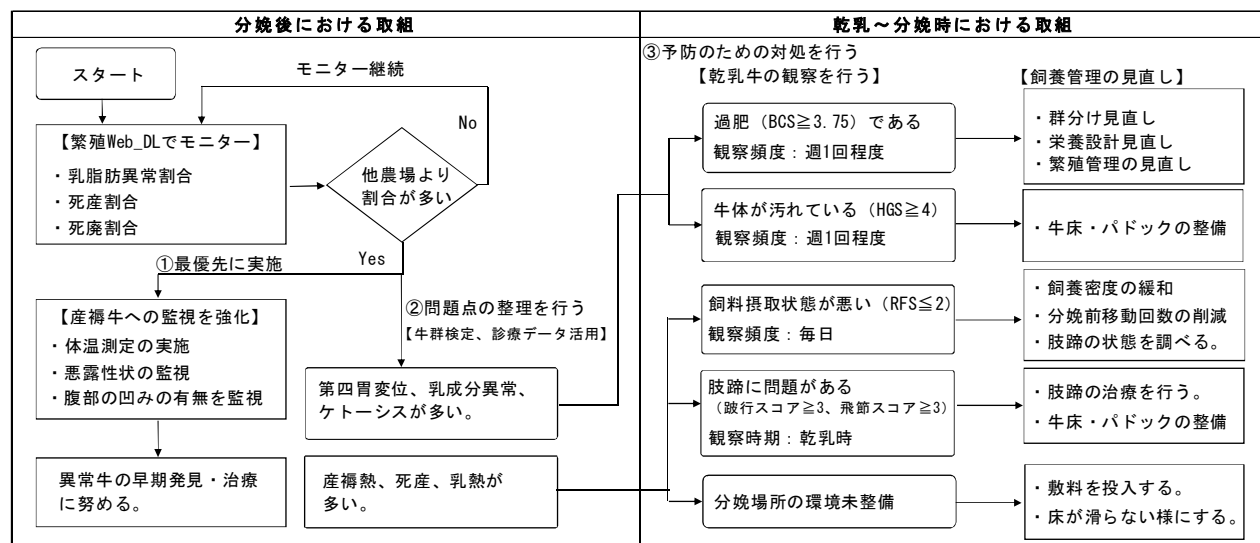 分娩後における取組
スタート
モニター継続
【繁殖Web_DLでモニター】
・乳脂肪異常割合
・死産割合
・死廃割合
他農場より
割合が多い
No
Yes
①最優先に実施
【産褥牛への監視を強化】
・体温測定の実施
・悪露性状の監視
・腹部の凹みの有無を監視
異常牛の早期発見・治療
に努める。
②問題点の整理を行う
【牛群検定、診療データ活用】
第四胃変位、乳成分異常、
ケトーシスが多い。
産褥熱、死産、乳熱が
多い。
乾乳～分娩時における取組
③予防のための対処を行う
【乾乳牛の観察を行う】
【飼養管理の見直し】
過肥（BCS≧3.75）である
観察頻度：週1回程度
・群分け見直し
・栄養設計見直し
・繁殖管理の見直し
牛体が汚れている（HGS≧4）
観察頻度：週1回程度
・牛床・パドックの整備
飼料摂取状態が悪い（RFS≦2）
観察頻度：毎日
・飼養密度の緩和
・分娩前移動回数の削減
・肢蹄の状態を調べる。
肢蹄に問題がある
（跛行スコア≧3、飛節スコア≧3）
観察時期：乾乳時
・肢蹄の治療を行う。
・牛床・パドックの整備
分娩場所の環境未整備
・敷料を投入する。
・床が滑らない様にする。